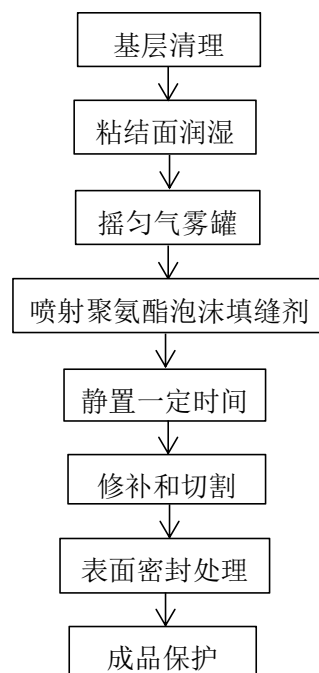 基层清理
粘结面润湿
摇匀气雾罐
喷射聚氨酯泡沫填缝剂
静置一定时间
修补和切割
表面密封处理
成品保护